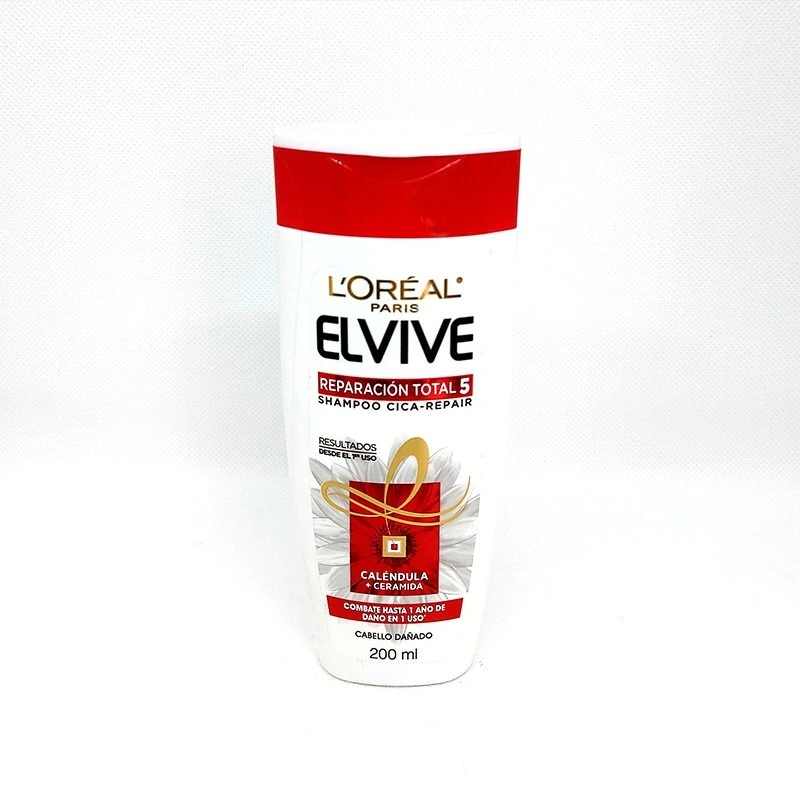 L'ORÉAL
PARIS
ELVIVE
REPARACIÓN TOTAL 5
SHAMPOO CICA-REPAIR
RESULTADOS
DESDE EL 1ER USO
CALÉNDULA
+ CERAMIDA
COMBATE HASTA 1 AÑO DE
DAÑO EN 1 USO*
CABELLO DAÑADO
200 ml